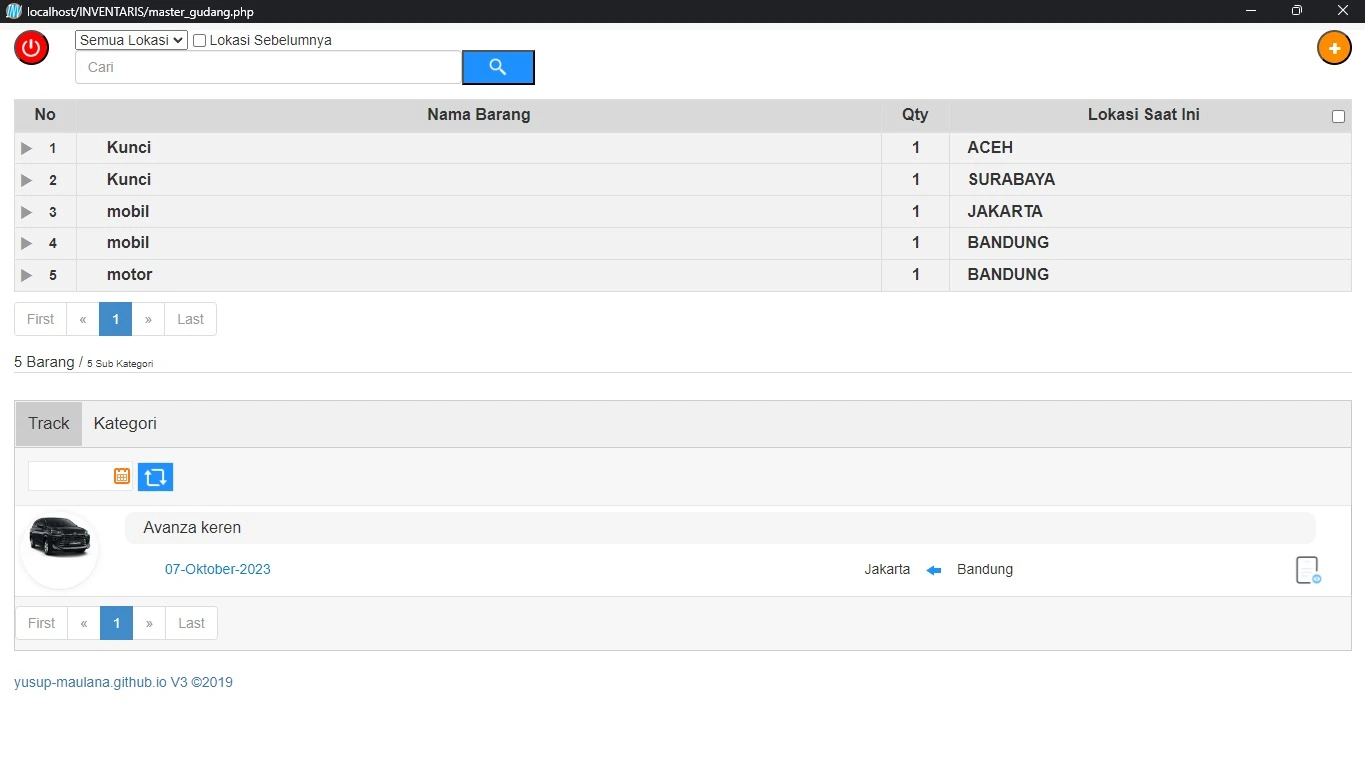 localhost/INVENTARIS/master_gudang.php
Semua Lokasi Lokasi Sebelumnya
Cari
No Nama Barang Qty Lokasi Saat Ini
1 Kunci 1 ACEH
2 Kunci 1 SURABAYA
3 mobil 1 JAKARTA
4 mobil 1 BANDUNG
5 motor 1 BANDUNG
First « 1 » Last
5 Barang / 5 Sub Kategori
Track Kategori
Avanza keren
07-Oktober-2023 Jakarta Bandung
First « 1 » Last
yusup-maulana.github.io V3 ©2019